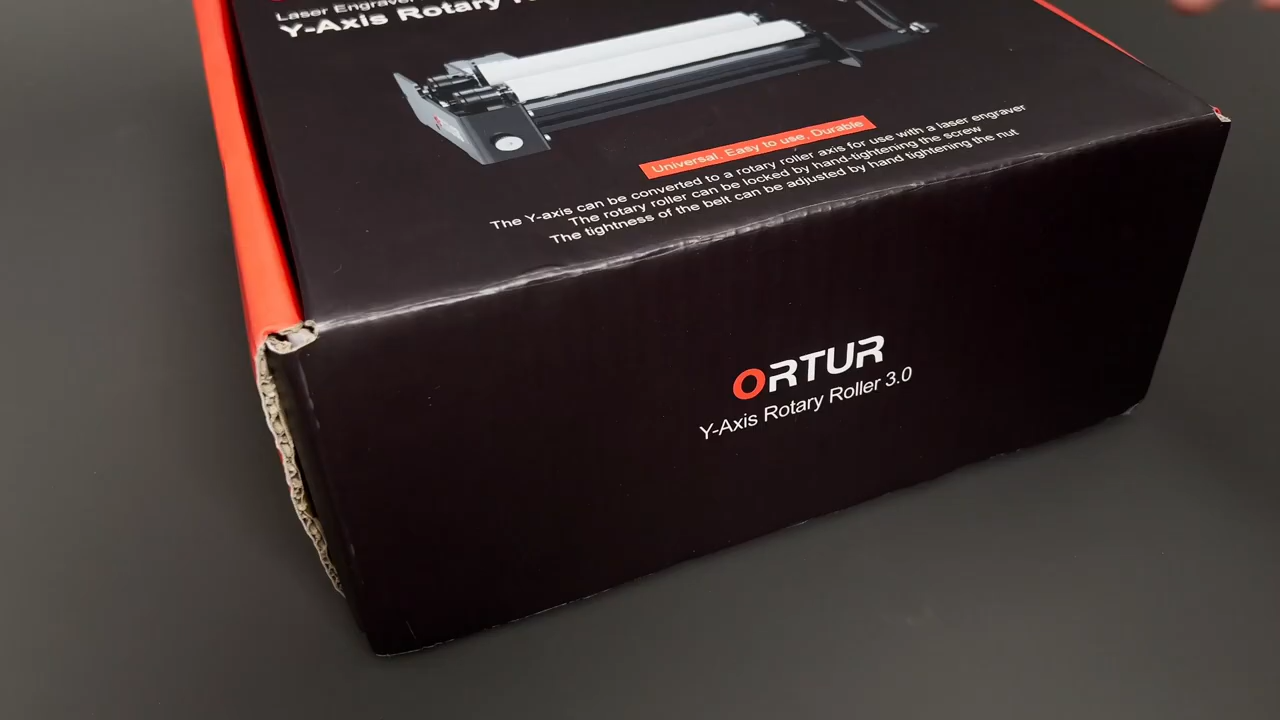 Laser Engraver
Y-Axis Rotary
Universal. Easy to use. Durable
The Y-axis can be converted to a rotary roller axis for use with a laser engraver
The rotary roller can be locked by hand-tightening the screw
The tightness of the belt can be adjusted by hand tightening the nut
ORTUR
Y-Axis Rotary Roller 3.0